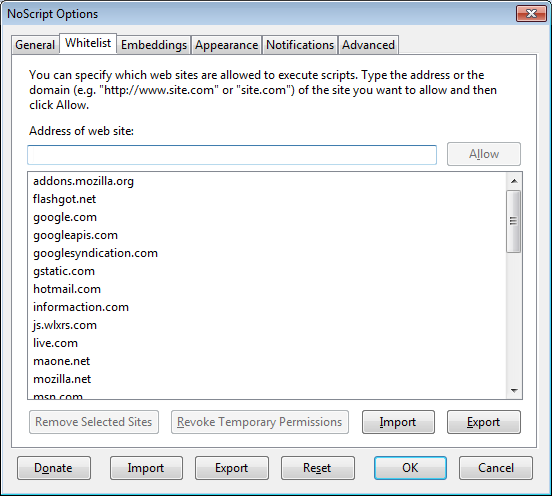 NoScript Options
General Whitelist Embeddings Appearance Notifications Advanced
You can specify which web sites are allowed to execute scripts. Type the address or the
domain (e.g. "http://www.site.com" or "site.com") of the site you want to allow and then
click Allow.
Address of web site:
Allow
addons.mozilla.org
flashgot.net
google.com
googleapis.com
googlesyndication.com
gstatic.com
hotmail.com
informaction.com
js.wlxrs.com
live.com
maone.net
mozilla.net
msn.com
Remove Selected Sites Revoke Temporary Permissions Import Export
Donate Import Export Reset OK Cancel